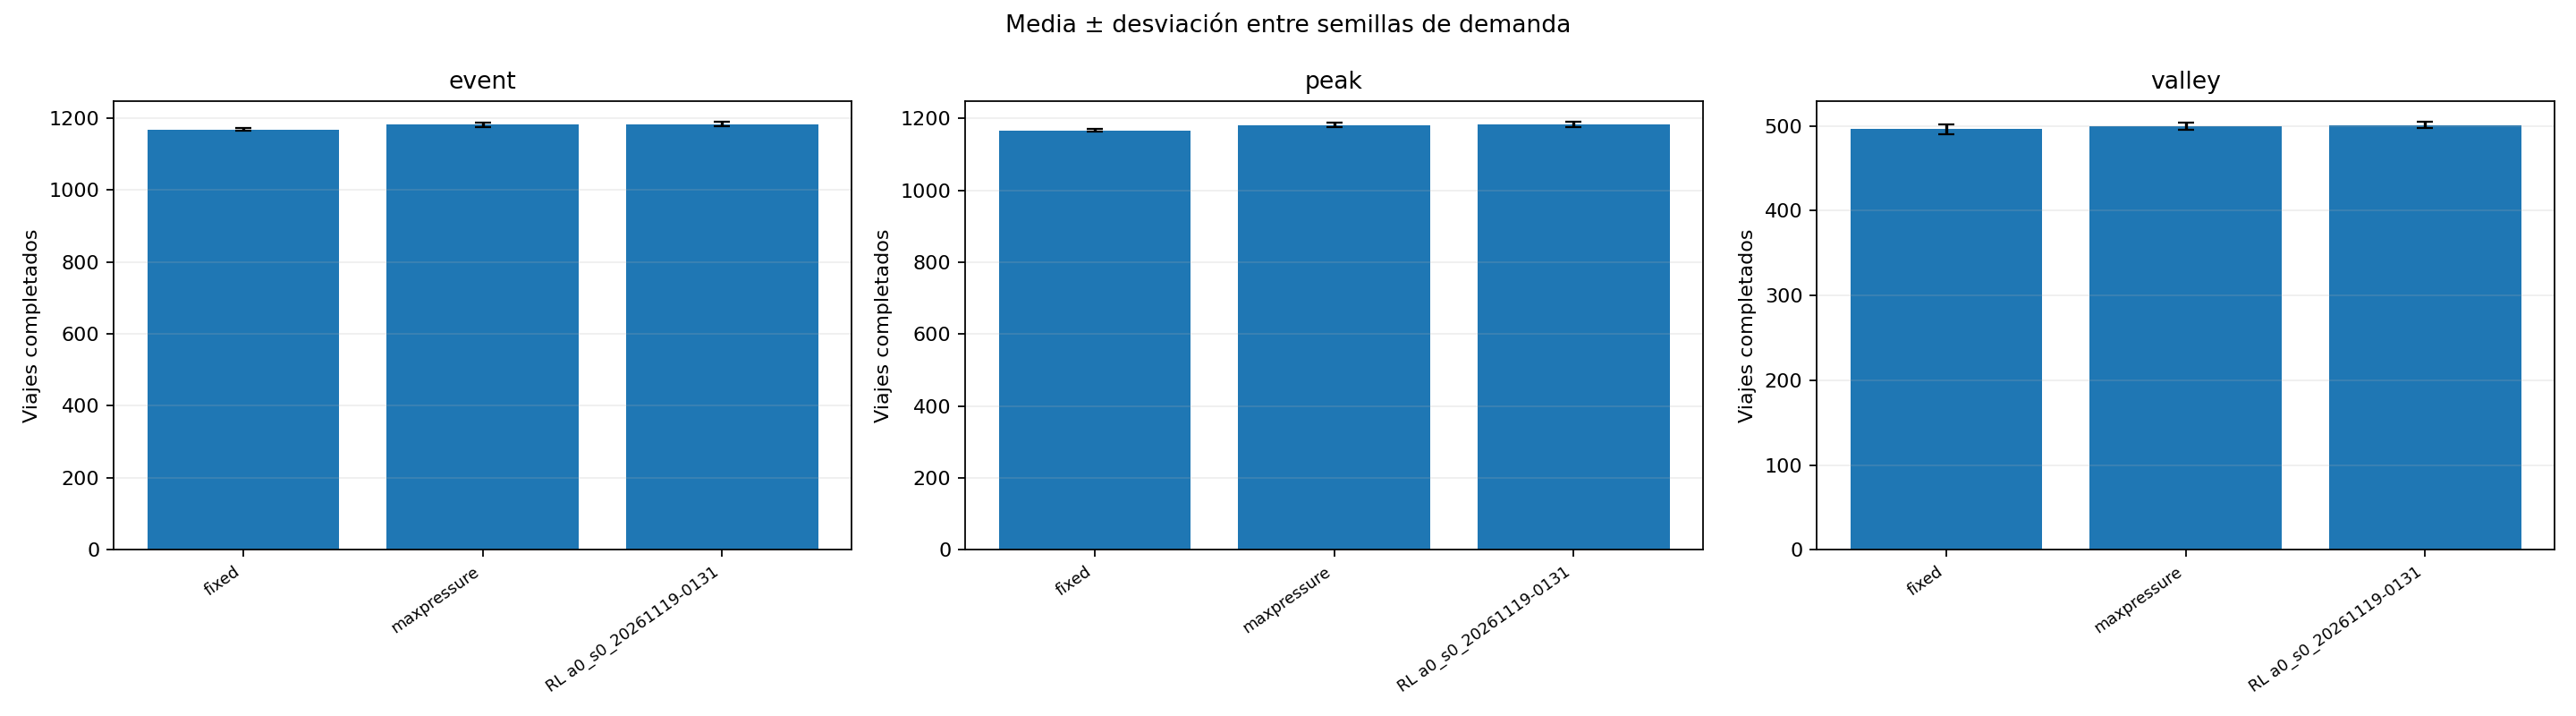 Media ± desviación entre semillas de demanda
event
Viajes completados
1200
1000
800
600
400
200
0
fixed
maxpressure
RL a0_s0_20261119-0131
peak
Viajes completados
1200
1000
800
600
400
200
0
fixed
maxpressure
RL a0_s0_20261119-0131
valley
Viajes completados
500
400
300
200
100
0
fixed
maxpressure
RL a0_s0_20261119-0131